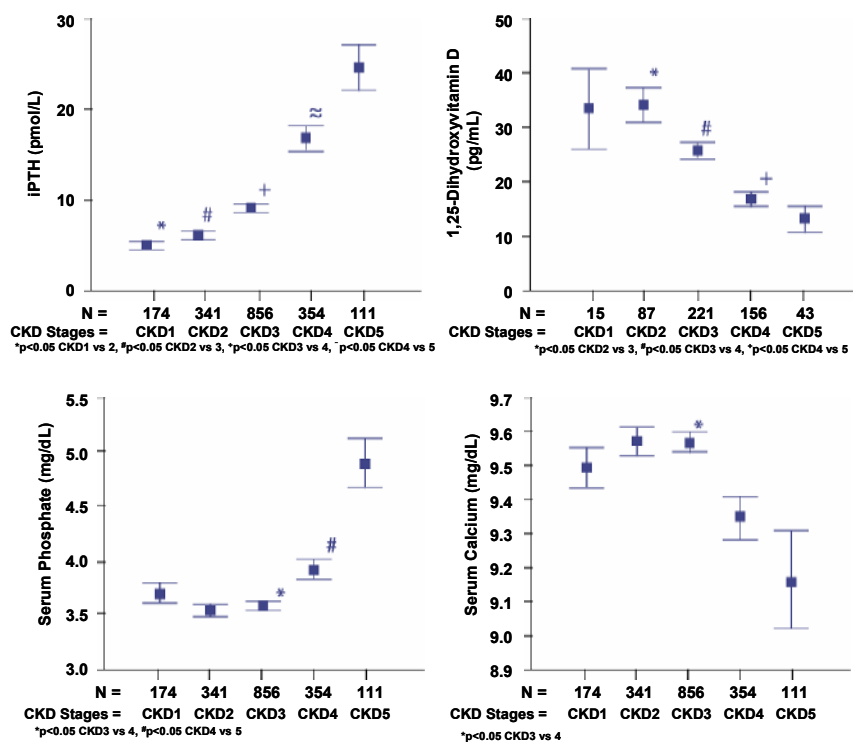 iPTH (pmol/L)
30
20
10
0
*
#
+
≈
N = 174 341 856 354 111
CKD Stages = CKD1 CKD2 CKD3 CKD4 CKD5
*p<0.05 CKD1 vs 2, #p<0.05 CKD2 vs 3, +p<0.05 CKD3 vs 4, ~p<0.05 CKD4 vs 5
1,25-Dihydroxyvitamin D
(pg/mL)
50
40
30
20
10
0
*
#
+
N = 15 87 221 156 43
CKD Stages = CKD1 CKD2 CKD3 CKD4 CKD5
*p<0.05 CKD2 vs 3, #p<0.05 CKD3 vs 4, +p<0.05 CKD4 vs 5
Serum Phosphate (mg/dL)
5.5
5.0
4.5
4.0
3.5
3.0
*
#
N = 174 341 856 354 111
CKD Stages = CKD1 CKD2 CKD3 CKD4 CKD5
*p<0.05 CKD3 vs 4, #p<0.05 CKD4 vs 5
Serum Calcium (mg/dL)
9.7
9.6
9.5
9.4
9.3
9.2
9.1
9.0
8.9
*
N = 174 341 856 354 111
CKD Stages = CKD1 CKD2 CKD3 CKD4 CKD5
*p<0.05 CKD3 vs 4